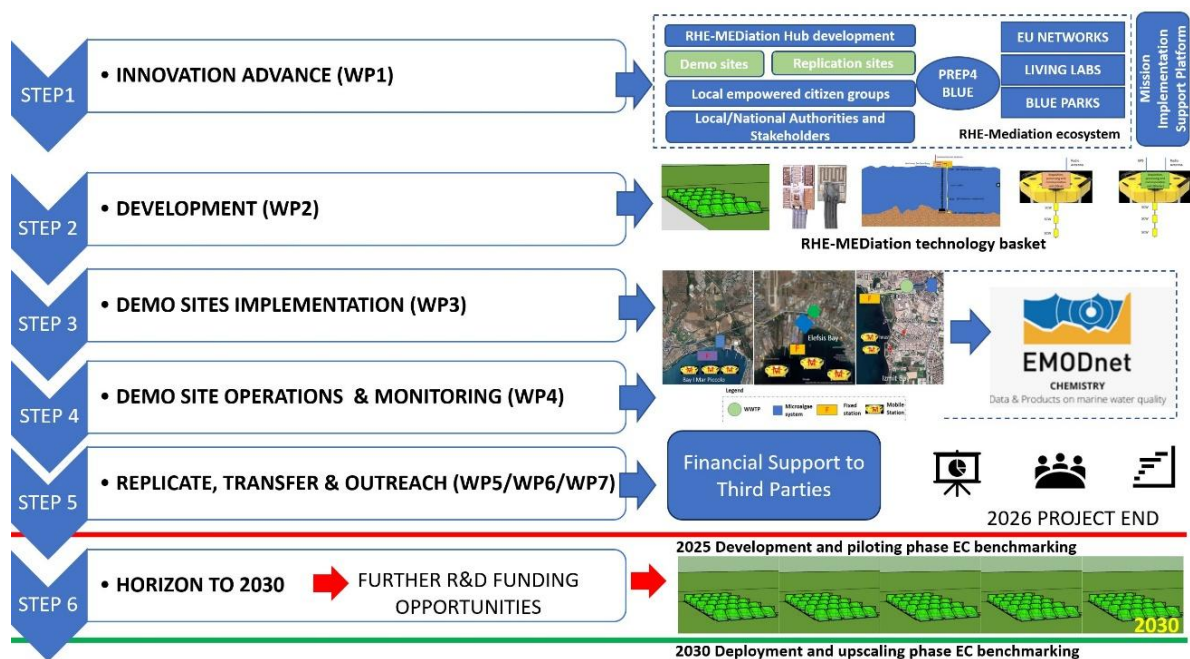 STEP1
• INNOVATION ADVANCE (WP1)
RHE-MEDiation Hub development
Demo sites
Replication sites
Local empowered citizen groups
Local/National Authorities and
Stakeholders
PREP4
BLUE
EU NETWORKS
LIVING LABS
BLUE PARKS
RHE-Mediation ecosystem
Mission
Implementation
Support Platform
STEP 2
• DEVELOPMENT (WP2)
RHE-MEDiation technology basket
STEP 3
• DEMO SITES IMPLEMENTATION (WP3)
Bay I Mar Piccolo
Elefsis Bay
Izmit Bay
F
F
M
M
M
M
M
M
M
M
Legend
WWTP
Microalgae
system
F
Fixed
station
M
Mobile
Station
EMODnet
CHEMISTRY
Data & Products on marine water quality
STEP 4
• DEMO SITE OPERATIONS & MONITORING (WP4)
STEP 5
• REPLICATE, TRANSFER & OUTREACH (WP5/WP6/WP7)
Financial Support to
Third Parties
2026 PROJECT END
2025 Development and piloting phase EC benchmarking
STEP 6
• HORIZON TO 2030
FURTHER R&D FUNDING
OPPORTUNITIES
2030
2030 Deployment and upscaling phase EC benchmarking